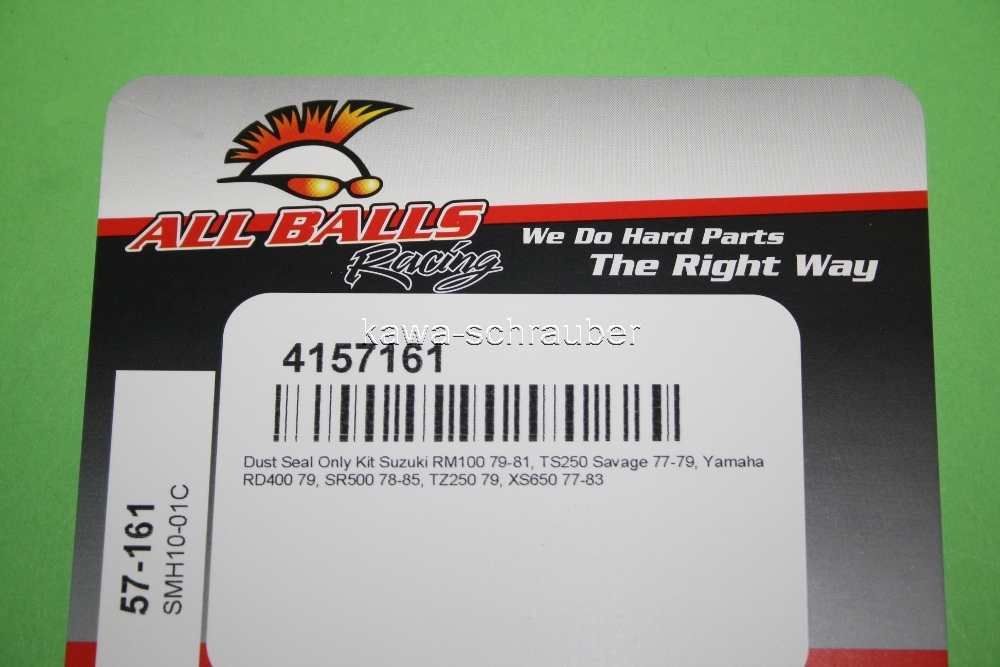 ALL BALLS
Racing
We Do Hard Parts
The Right Way
kawa-schrauber
4157161
Dust Seal Only Kit Suzuki RM100 79-81, TS250 Savage 77-79, Yamaha
RD400 79, SR500 78-85, TZ250 79, XS650 77-83
57-161
SMH10-01C